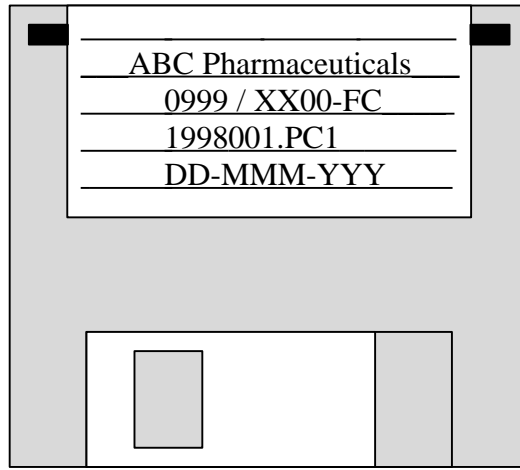 ABC Pharmaceuticals
0999 / XX00-FC
1998001.PC1
DD-MMM-YYY